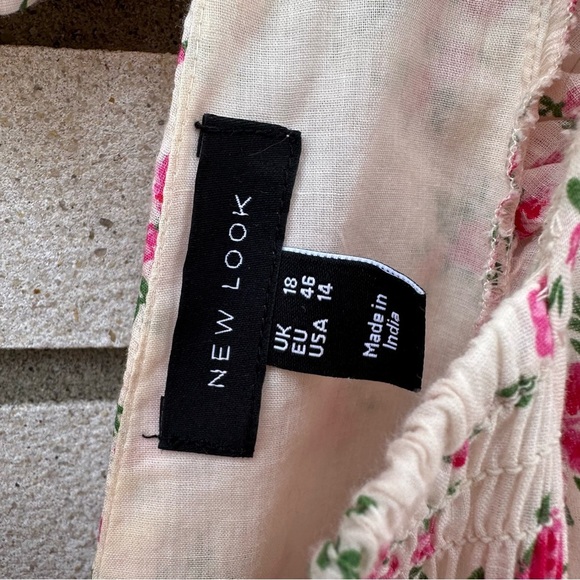 NEW LOOK
UK 18
EU 46
USA 14
Made in
India